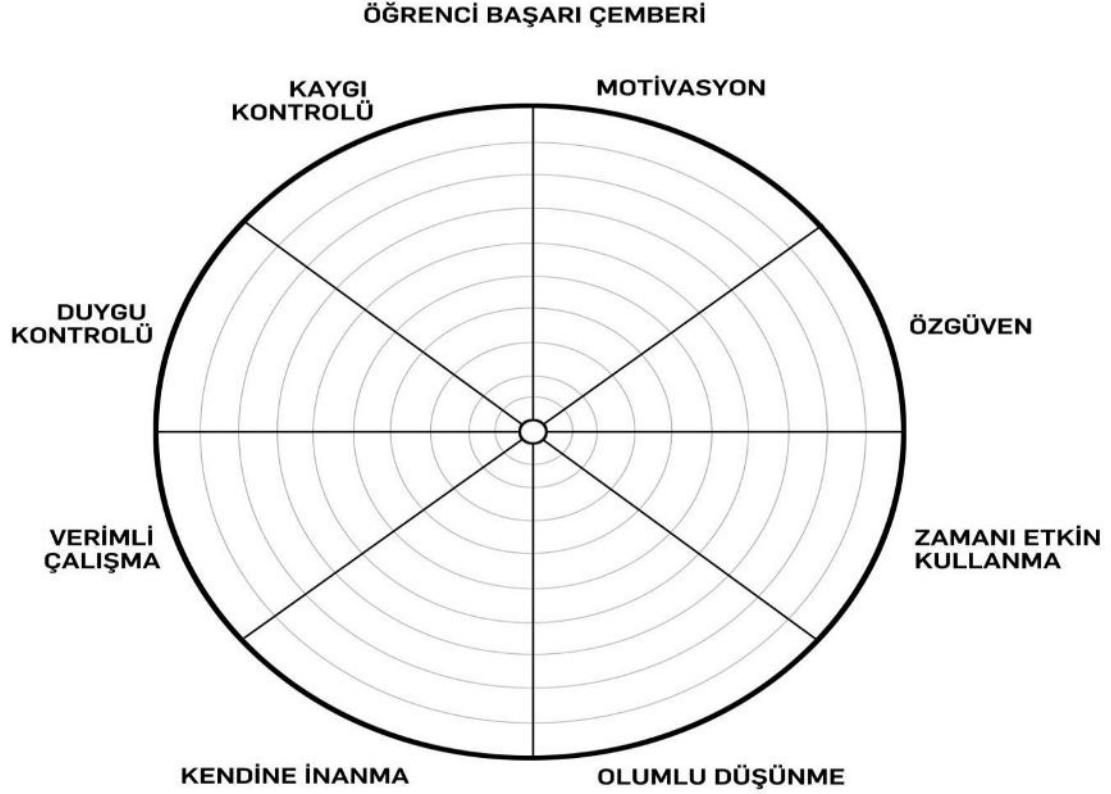 ÖĞRENCİ BAŞARI ÇEMBERİ
KAYGI
KONTROLÜ
MOTİVASYON
DUYGU
KONTROLÜ
ÖZGÜVEN
VERİMLİ
ÇALIŞMA
ZAMANI ETKİN
KULLANMA
KENDİNE İNANMA
OLUMLU DÜŞÜNME